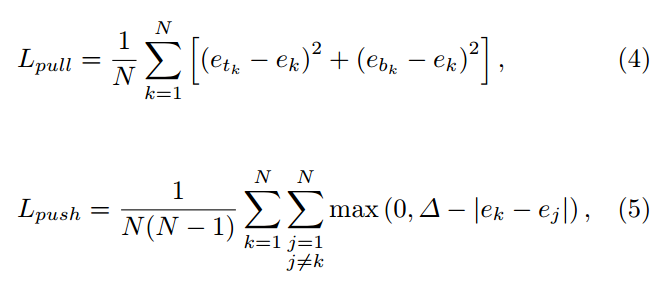 L_{pull} = \frac{1}{N} \sum_{k=1}^{N} \left[ (e_{t_k} - e_k)^2 + (e_{b_k} - e_k)^2 \right], (4)
L_{push} = \frac{1}{N(N-1)} \sum_{k=1}^{N} \sum_{\substack{j=1 \\ j \neq k}}^{N} \max(0, \Delta - |e_k - e_j|), (5)